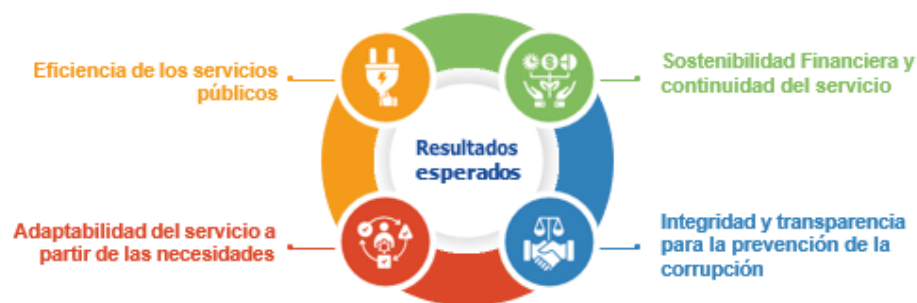 Eficiencia de los servicios
públicos
Sostenibilidad Financiera y
continuidad del servicio
Resultados
esperados
Adaptabilidad del servicio a
partir de las necesidades
Integridad y transparencia
para la prevención de la
corrupción